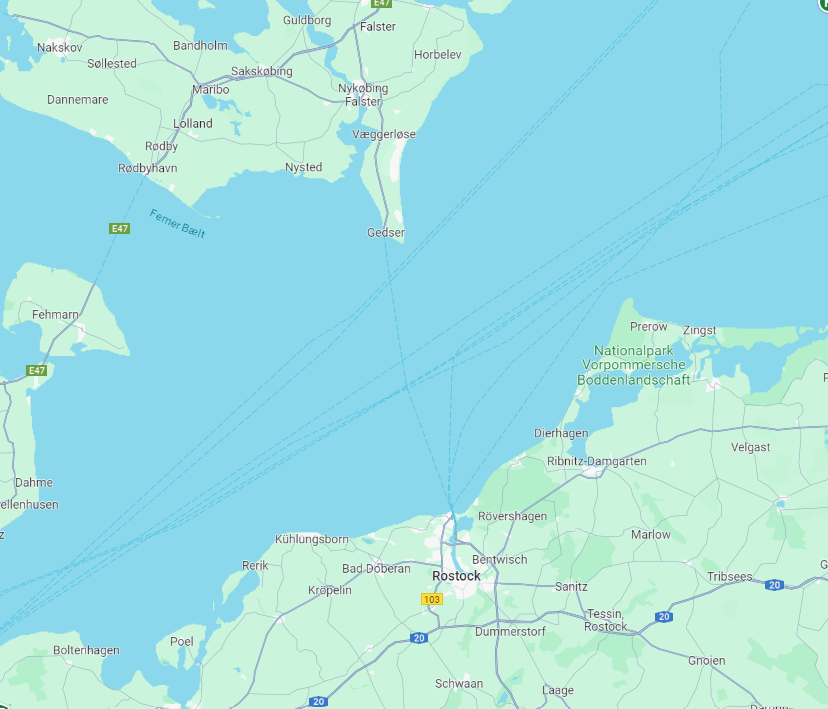 E47
Guldborg
Falster
Nakskov
Bandholm
Horbelev
Søllested
Sakskøbing
Maribo
Nykøbing
Falster
Dannemare
Lolland
Væggerløse
Rødby
Rødbyhavn
Nysted
Femer Bælt
E47
Gedser
Fehmarn
Prerow
Zingst
Nationalpark
Vorpommersche
Boddenlandschaft
E47
Dierhagen
Velgast
Ribnitz-Damgarten
Dahme
ellenhusen
Rövershagen
Marlow
Kühlungsborn
Bentwisch
Rerik
Bad Doberan
Rostock
Tribsees
20
Kröpelin
Sanitz
103
Tessin,
Rostock
20
Dummerstorf
20
Poel
Boltenhagen
Gnoien
Schwaan
Laage
20